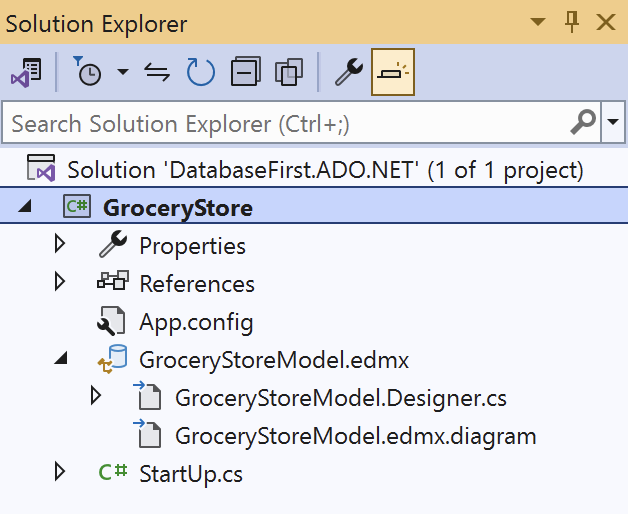 Solution Explorer
Search Solution Explorer (Ctrl+;)
Solution 'DatabaseFirst.ADO.NET' (1 of 1 project)
C# GroceryStore
Properties
References
App.config
GroceryStoreModel.edmx
GroceryStoreModel.Designer.cs
GroceryStoreModel.edmx.diagram
C# StartUp.cs